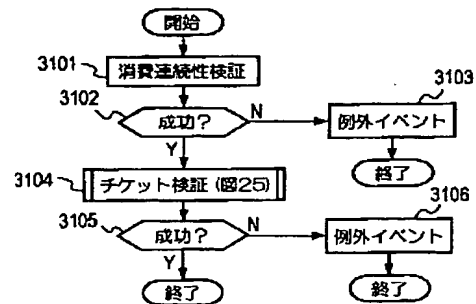 開始
3101
消費連続性検証
3102
成功?
N
3103
例外イベント
終了
Y
3104
チケット検証(図25)
3105
成功?
N
3106
例外イベント
終了
Y
終了